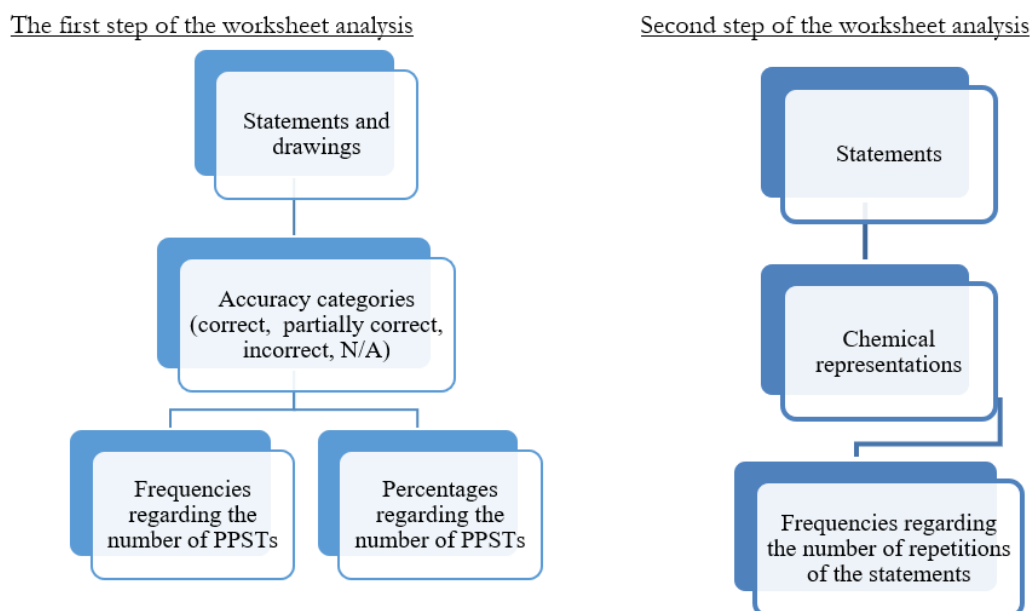 The first step of the worksheet analysis
Statements and
drawings
Accuracy categories
(correct, partially correct,
incorrect, N/A)
Frequencies
regarding the
number of PPSTs
Percentages
regarding the
number of PPSTs
Second step of the worksheet analysis
Statements
Chemical
representations
Frequencies regarding
the number of repetitions
of the statements